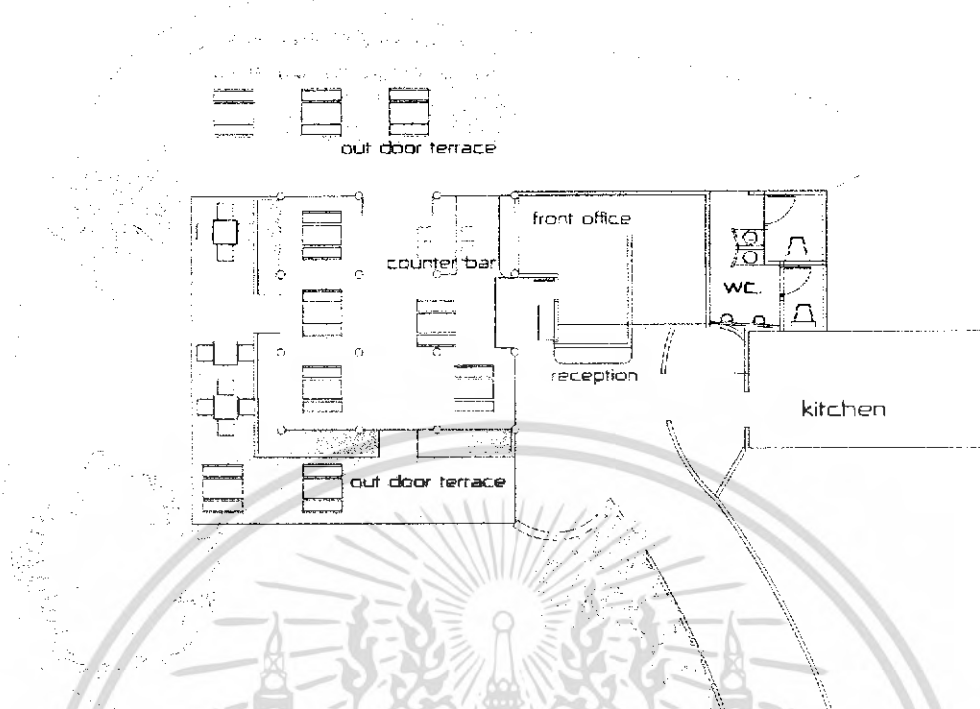 out door terrace
front office
counter bar
wc.
reception
kitchen
out door terrace